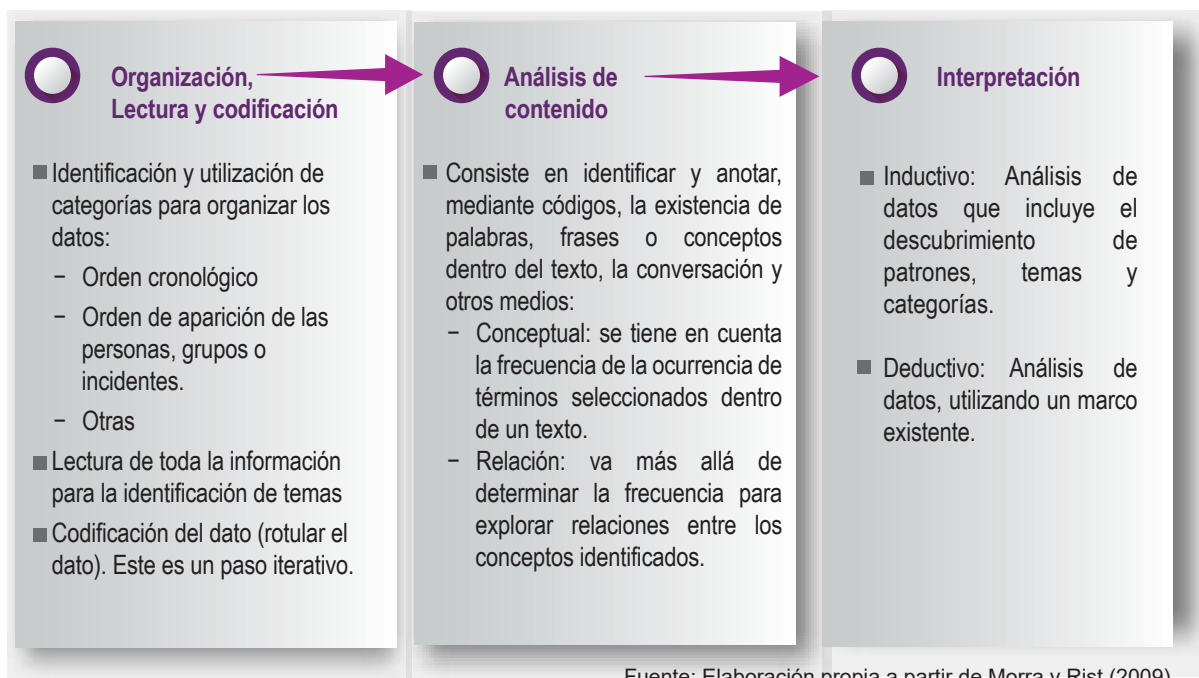 Organización,
Lectura y codificación
Identificación y utilización de
categorías para organizar los
datos:
− Orden cronológico
− Orden de aparición de las
personas, grupos o
incidentes.
− Otras
Lectura de toda la información
para la identificación de temas
Codificación del dato (rotular el
dato). Este es un paso iterativo.
Análisis de
contenido
Consiste en identificar y anotar,
mediante códigos, la existencia de
palabras, frases o conceptos
dentro del texto, la conversación y
otros medios:
− Conceptual: se tiene en cuenta
la frecuencia de la ocurrencia de
términos seleccionados dentro
de un texto.
− Relación: va más allá de
determinar la frecuencia para
explorar relaciones entre los
conceptos identificados.
Interpretación
Inductivo: Análisis de
datos que incluye el
descubrimiento de
patrones, temas y
categorías.
Deductivo: Análisis de
datos, utilizando un marco
existente.
Fuente: Elaboración propia a partir de Morra y Rist (2009)